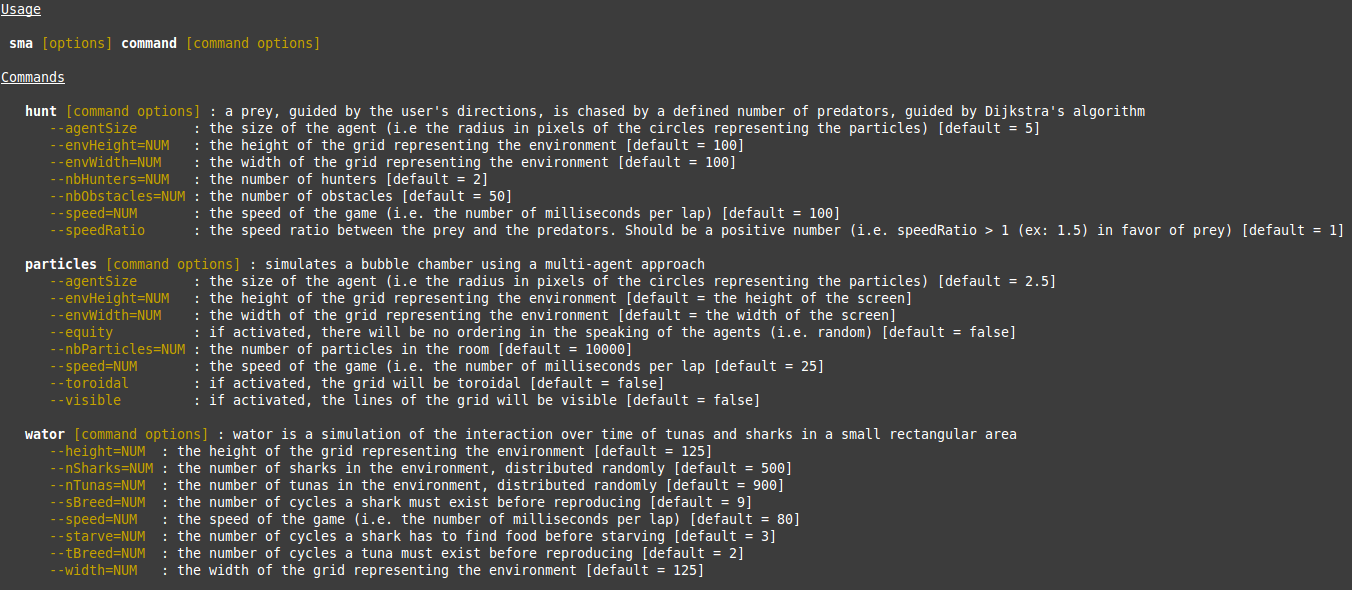 Usage
sma [options] command [command options]
Commands
hunt [command options] : a prey, guided by the user's directions, is chased by a defined number of predators, guided by Dijkstra's algorithm
--agentSize : the size of the agent (i.e the radius in pixels of the circles representing the particles) [default = 5]
--envHeight=NUM : the height of the grid representing the environment [default = 100]
--envWidth=NUM : the width of the grid representing the environment [default = 100]
--nbHunters=NUM : the number of hunters [default = 2]
--nbObstacles=NUM : the number of obstacles [default = 50]
--speed=NUM : the speed of the game (i.e. the number of milliseconds per lap) [default = 100]
--speedRatio : the speed ratio between the prey and the predators. Should be a positive number (i.e. speedRatio > 1 (ex: 1.5) in favor of prey) [default = 1]
particles [command options] : simulates a bubble chamber using a multi-agent approach
--agentSize : the size of the agent (i.e the radius in pixels of the circles representing the particles) [default = 2.5]
--envHeight=NUM : the height of the grid representing the environment [default = the height of the screen]
--envWidth=NUM : the width of the grid representing the environment [default = the width of the screen]
--equity : if activated, there will be no ordering in the speaking of the agents (i.e. random) [default = false]
--nbParticles=NUM : the number of particles in the room [default = 10000]
--speed=NUM : the speed of the game (i.e. the number of milliseconds per lap [default = 25]
--toroidal : if activated, the grid will be toroidal [default = false]
--visible : if activated, the lines of the grid will be visible [default = false]
wator [command options] : wator is a simulation of the interaction over time of tunas and sharks in a small rectangular area
--height=NUM : the height of the grid representing the environment [default = 125]
--nSharks=NUM : the number of sharks in the environment, distributed randomly [default = 500]
--nTunas=NUM : the number of tunas in the environment, distributed randomly [default = 900]
--sBreed=NUM : the number of cycles a shark must exist before reproducing [default = 9]
--speed=NUM : the speed of the game (i.e. the number of milliseconds per lap) [default = 80]
--starve=NUM : the number of cycles a shark has to find food before starving [default = 3]
--tBreed=NUM : the number of cycles a tuna must exist before reproducing [default = 2]
--width=NUM : the width of the grid representing the environment [default = 125]